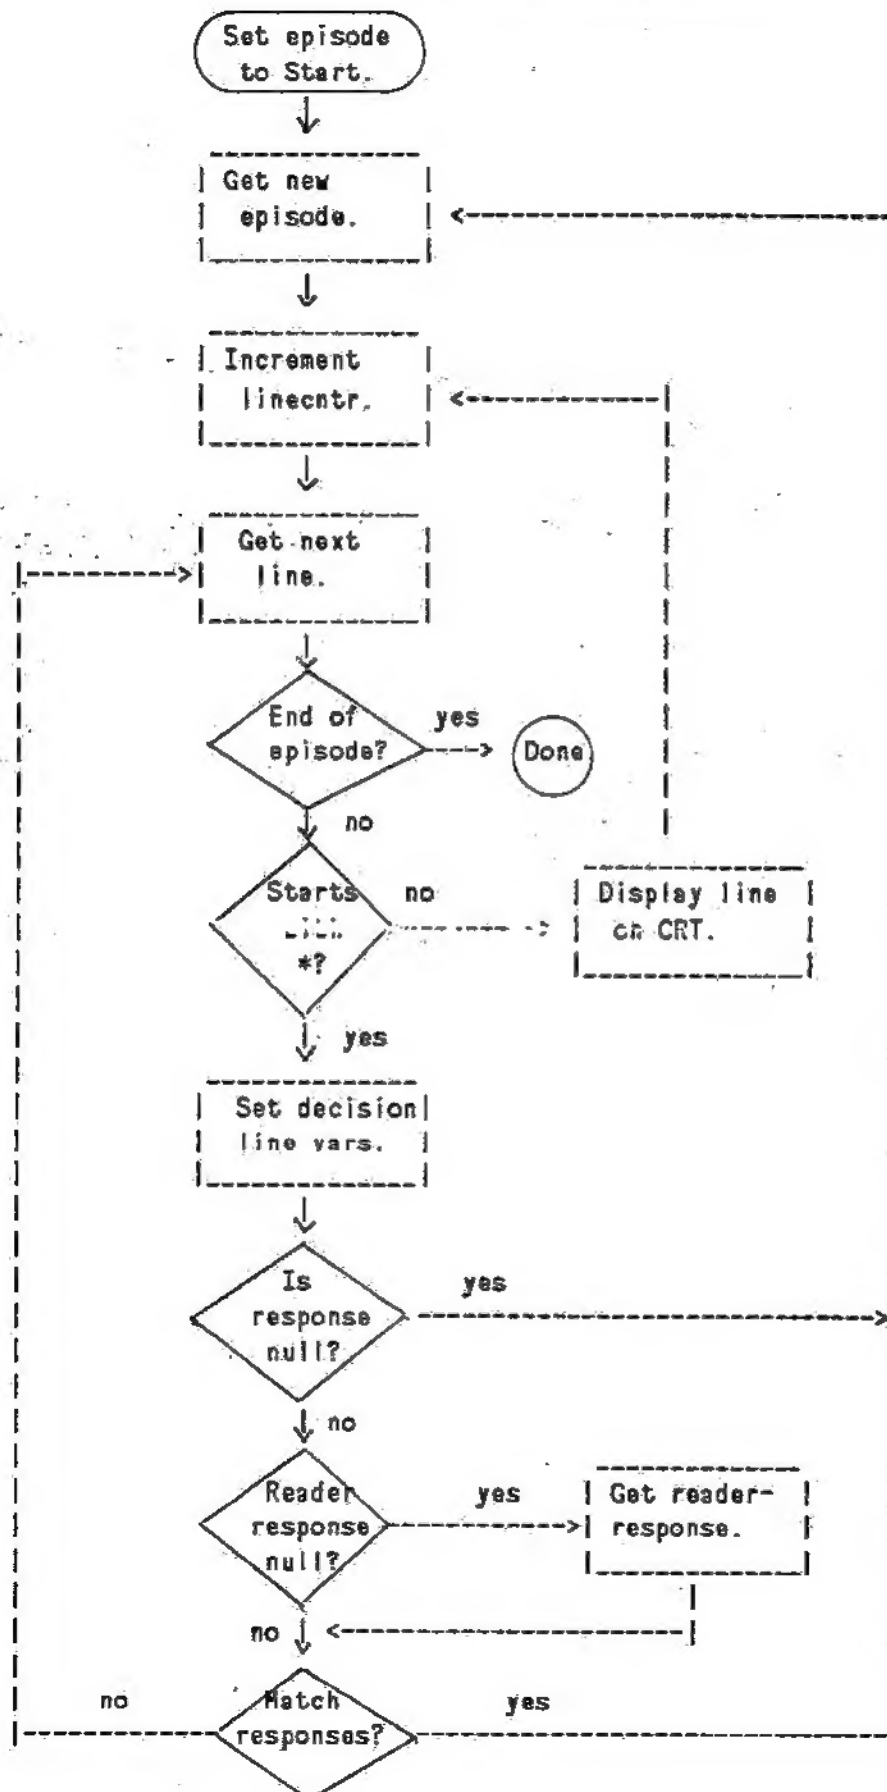 Set episode
to Start.
Get new
episode.
Increment
linecntr.
Get next
line.
End of
episode?
yes
Done
no
Starts
*?
no
Display line
on CRT.
yes
Set decision
line vars.
Is
response
null?
yes
no
Reader
response
null?
yes
Get reader-
response.
no
no
Match
responses?
yes